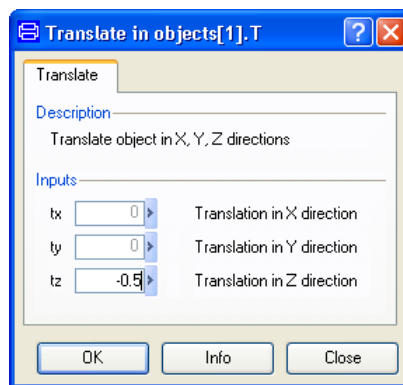 Translate in objects[1].T
Translate
Description
Translate object in X, Y, Z directions
Inputs
tx 0 Translation in X direction
ty 0 Translation in Y direction
tz -0.5 Translation in Z direction
OK Info Close